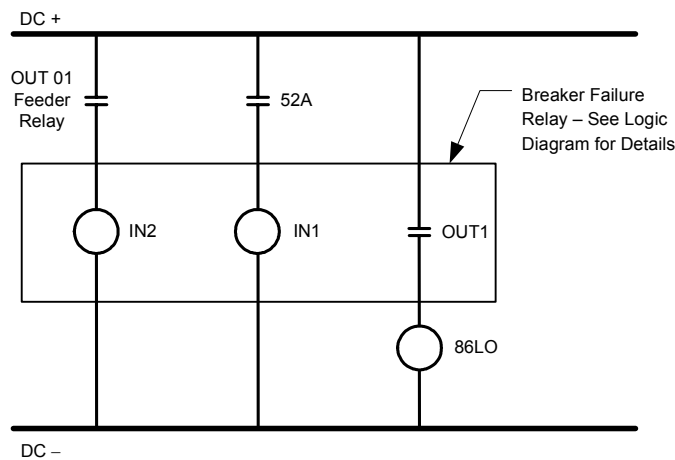 DC +
OUT 01
Feeder
Relay
52A
Breaker Failure
Relay – See Logic
Diagram for Details
IN2
IN1
OUT1
86LO
DC –